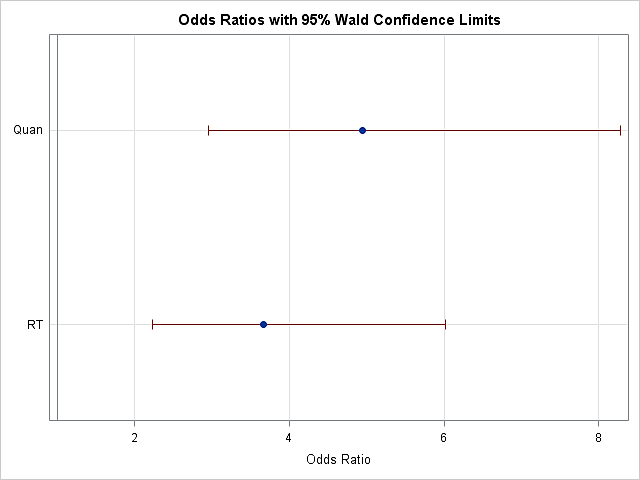 Odds Ratios with 95% Wald Confidence Limits
Quan
RT
2 4 6 8
Odds Ratio